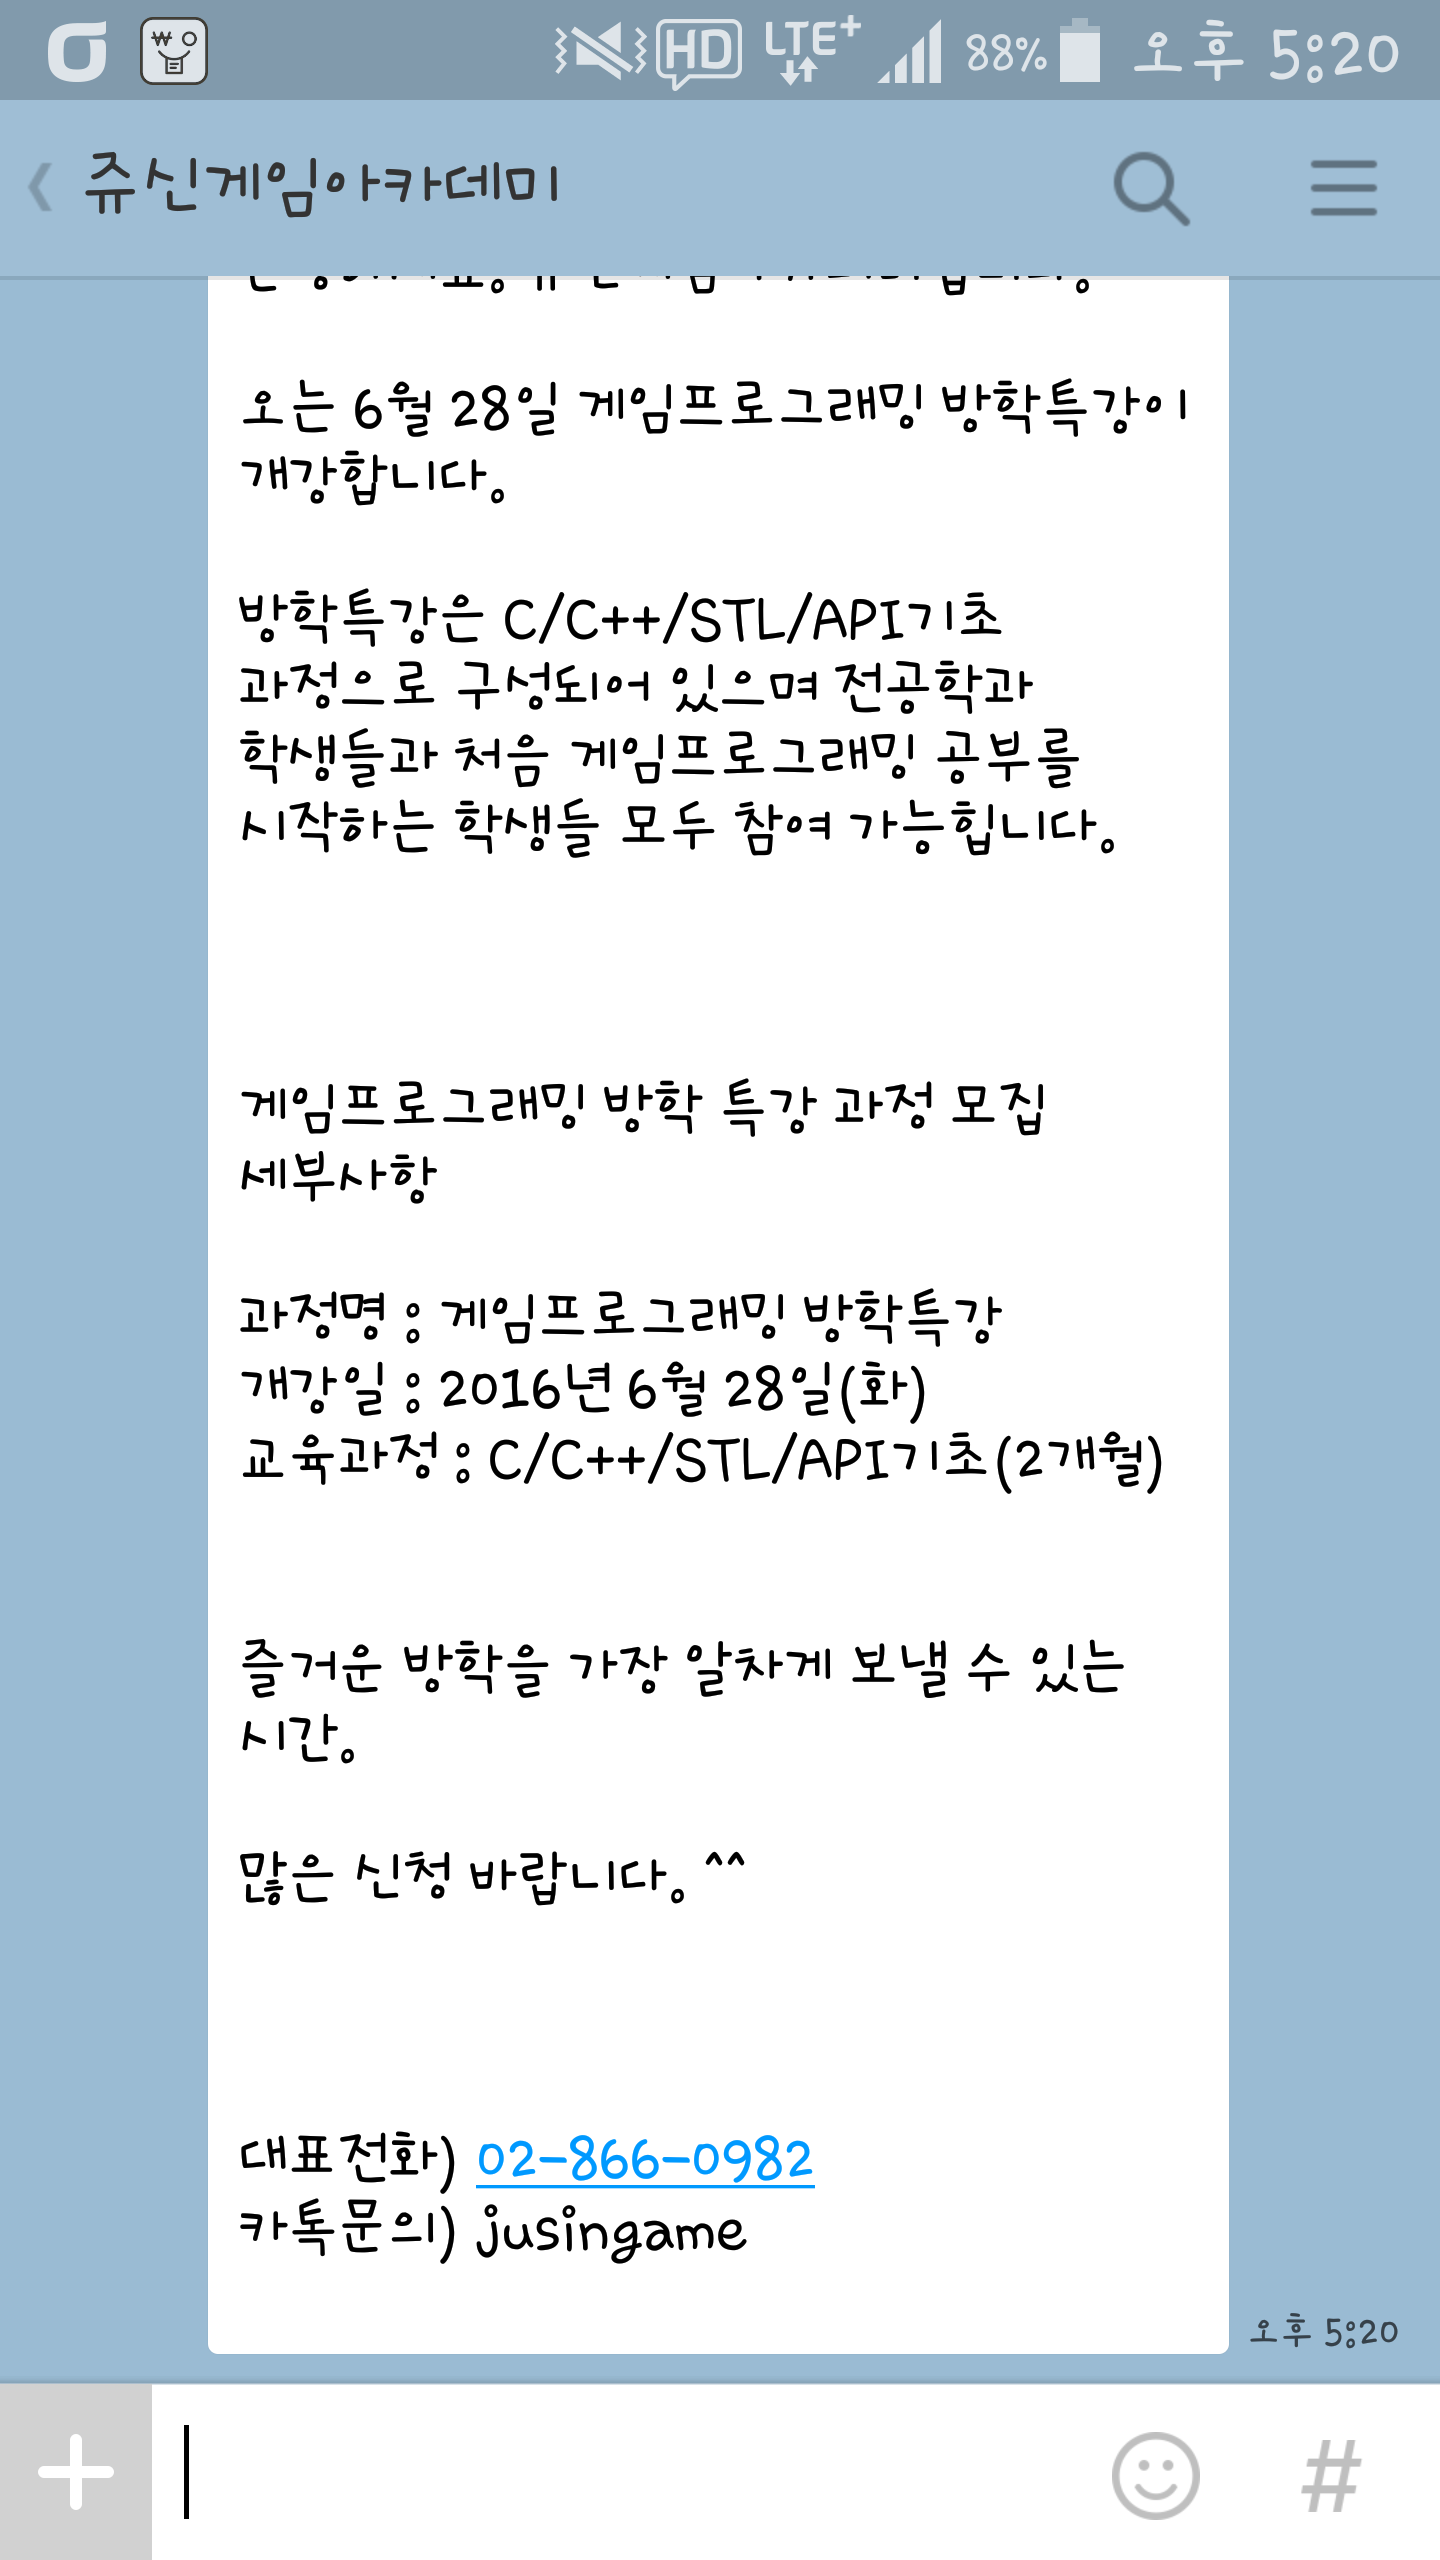 88% 오후 5:20
쥬신게임아카데미
오는 6월 28일 게임프로그래밍 방학특강이
개강합니다.
방학특강은 C/C++/STL/API기초
과정으로 구성되어 있으며 전공학과
학생들과 처음 게임프로그래밍 공부를
시작하는 학생들 모두 참여 가능힙니다.
게임프로그래밍 방학 특강 과정 모집
세부사항
과정명 : 게임프로그래밍 방학특강
개강일 : 2016년 6월 28일(화)
교육과정 : C/C++/STL/API기초(2개월)
즐거운 방학을 가장 알차게 보낼 수 있는
시간.
많은 신청 바랍니다. ^^
대표전화) 02-866-0982
카톡문의) jusingame
오후 5:20
#